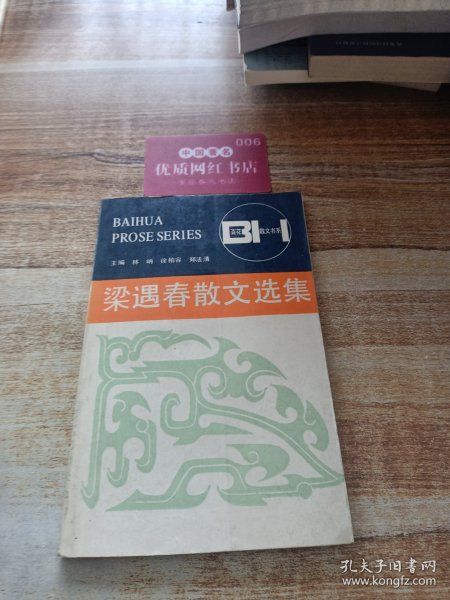 006
中国著名
优质网红书店
BAIHUA
PROSE SERIES
百花
散文书系
BH
主编 林呐 徐柏容 郑法清
梁遇春散文选集
孔夫子旧书网
www.kongfz.com